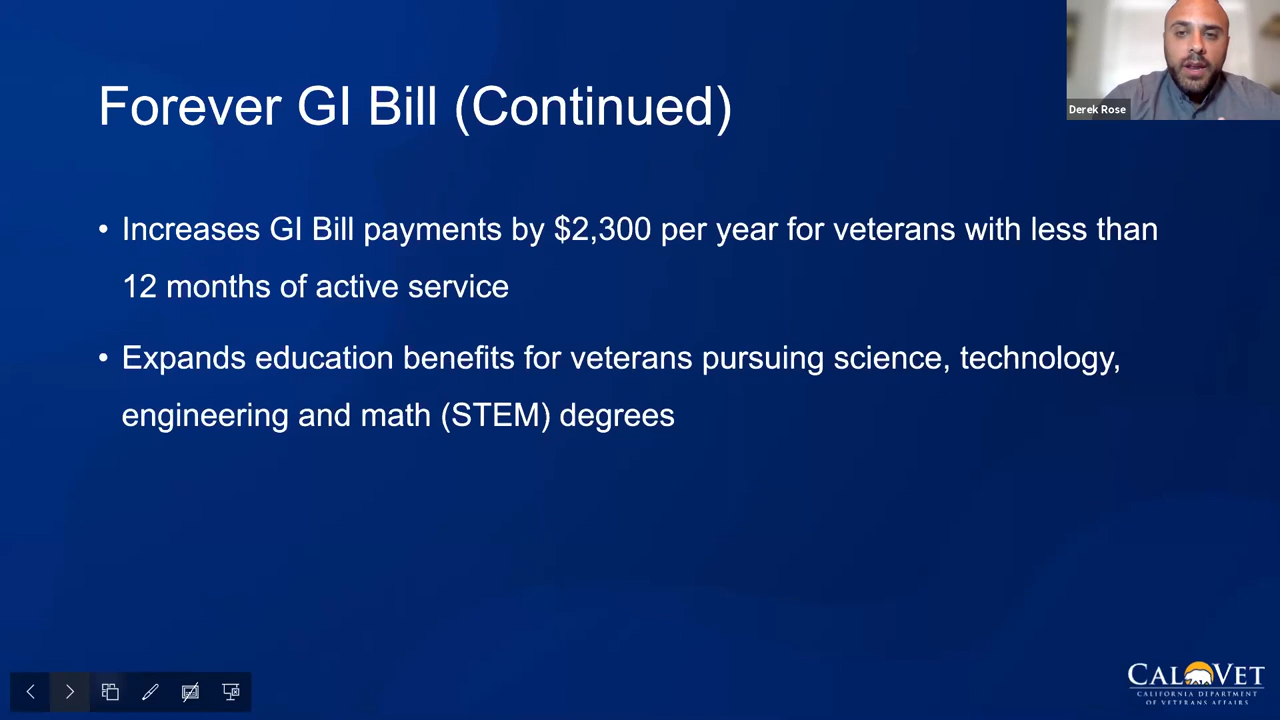 Forever GI Bill (Continued)
Derek Rose
• Increases GI Bill payments by $2,300 per year for veterans with less than
12 months of active service
• Expands education benefits for veterans pursuing science, technology,
engineering and math (STEM) degrees
CALVET
CALIFORNIA DEPARTMENT
OF VETERANS AFFAIRS